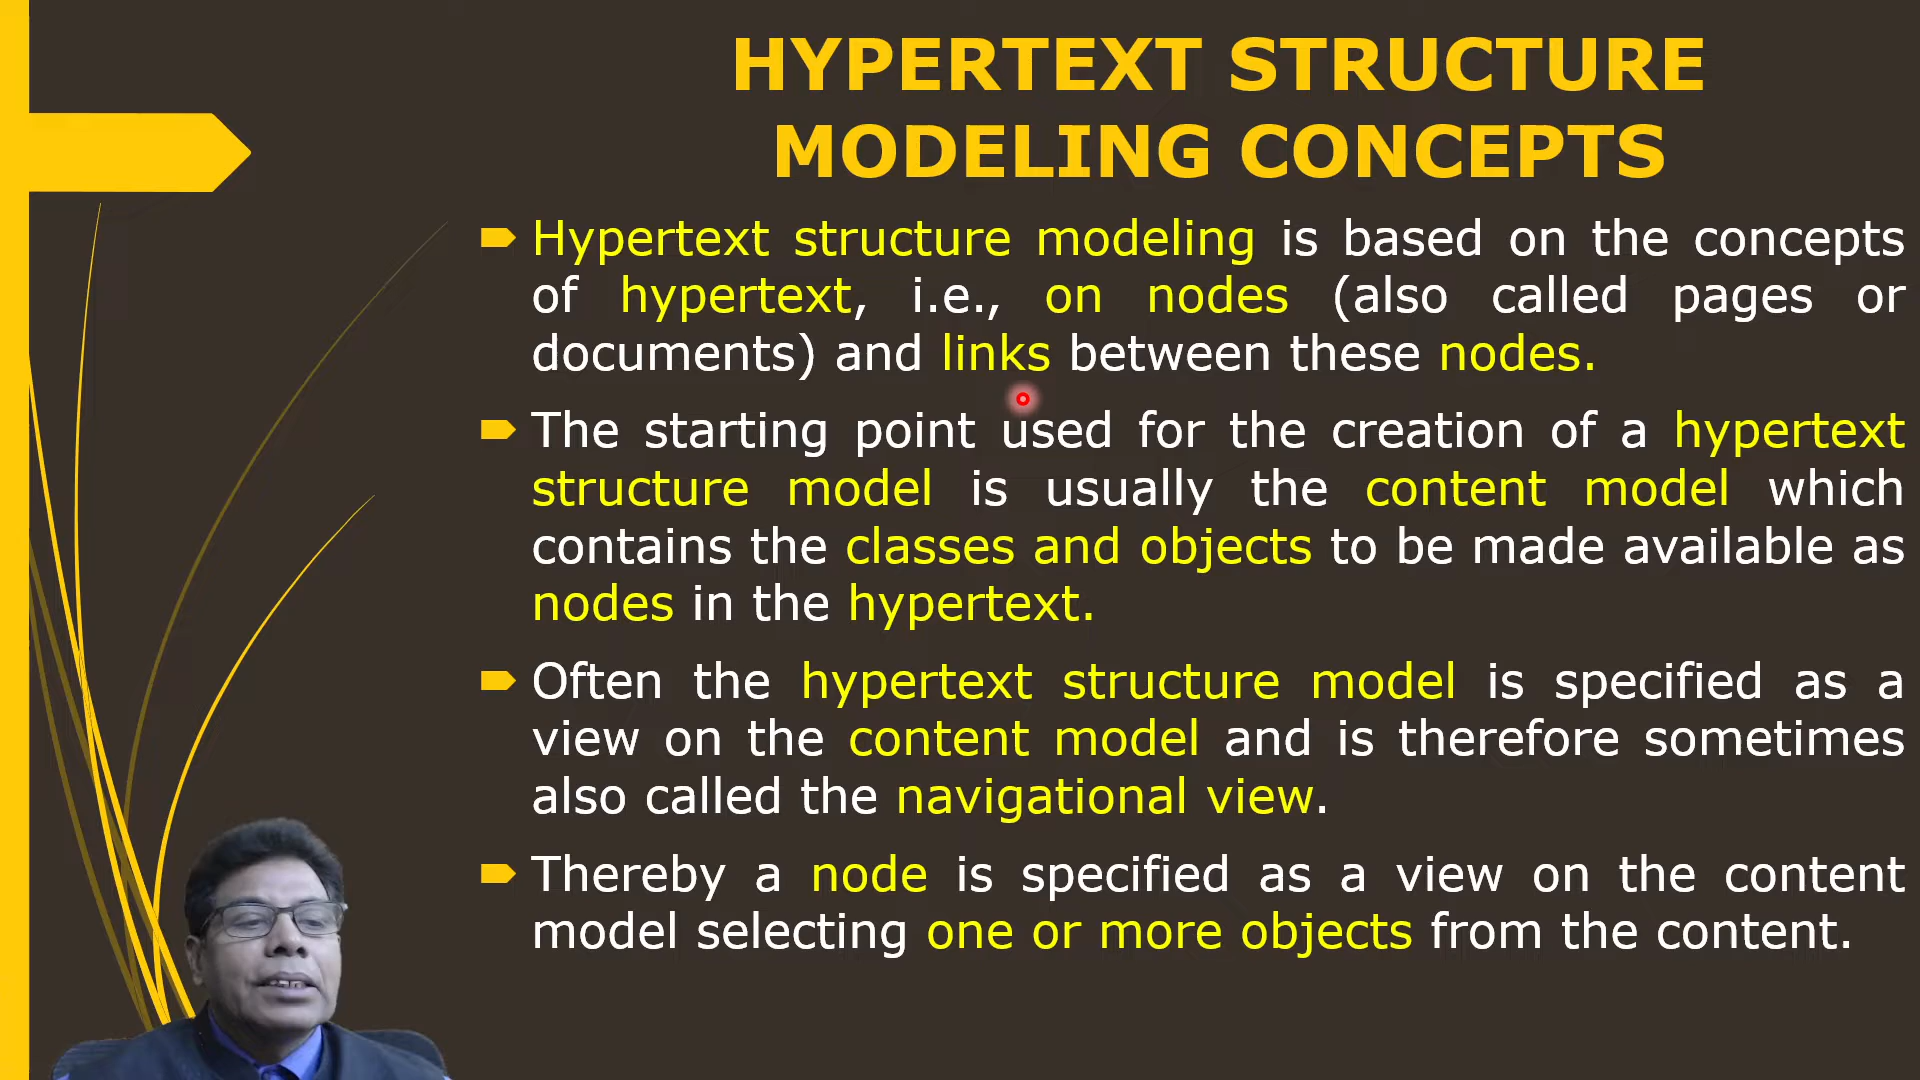 HYPERTEXT STRUCTURE
MODELING CONCEPTS
Hypertext structure modeling is based on the concepts
of hypertext, i.e., on nodes (also called pages or
documents) and links between these nodes.
The starting point used for the creation of a hypertext
structure model is usually the content model which
contains the classes and objects to be made available as
nodes in the hypertext.
Often the hypertext structure model is specified as a
view on the content model and is therefore sometimes
also called the navigational view.
Thereby a node is specified as a view on the content
model selecting one or more objects from the content.